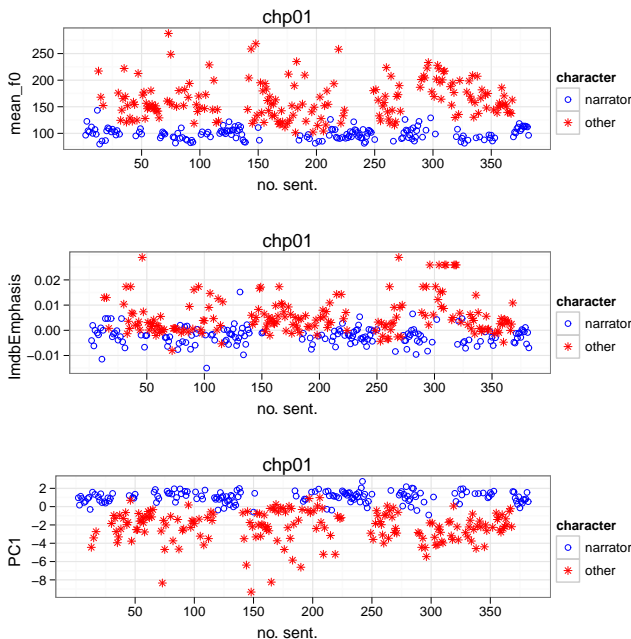 chp01
mean_f0
250
200
150
100
50 100 150 200 250 300 350
no. sent.
character
narrator
other
chp01
ImdbEmphasis
0.02
0.01
0.00
−0.01
50 100 150 200 250 300 350
no. sent.
character
narrator
other
chp01
PC1
2
0
−2
−4
−6
−8
50 100 150 200 250 300 350
no. sent.
character
narrator
other